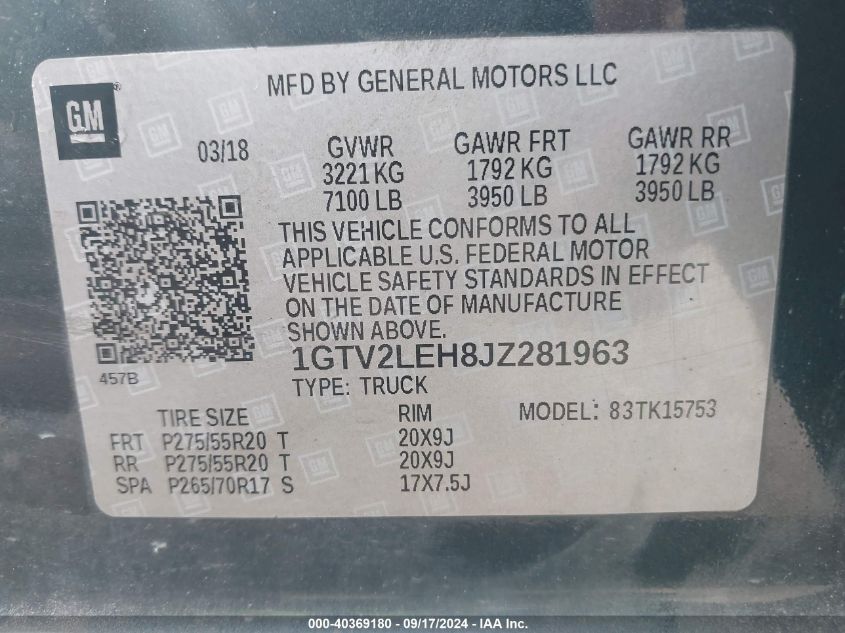 GM
MFD BY GENERAL MOTORS LLC
03/18
GVWR GAWR FRT GAWR RR
3221 KG 1792 KG 1792 KG
7100 LB 3950 LB 3950 LB
THIS VEHICLE CONFORMS TO ALL
APPLICABLE U.S. FEDERAL MOTOR
VEHICLE SAFETY STANDARDS IN EFFECT
ON THE DATE OF MANUFACTURE
SHOWN ABOVE.
1GTV2LEH8JZ281963
457B
TYPE: TRUCK
TIRE SIZE RIM MODEL: 83TK15753
FRT P275/55R20 T 20X9J
RR P275/55R20 T 20X9J
SPA P265/70R17 S 17X7.5J
000-40369180 - 09/17/2024 - IAA Inc.